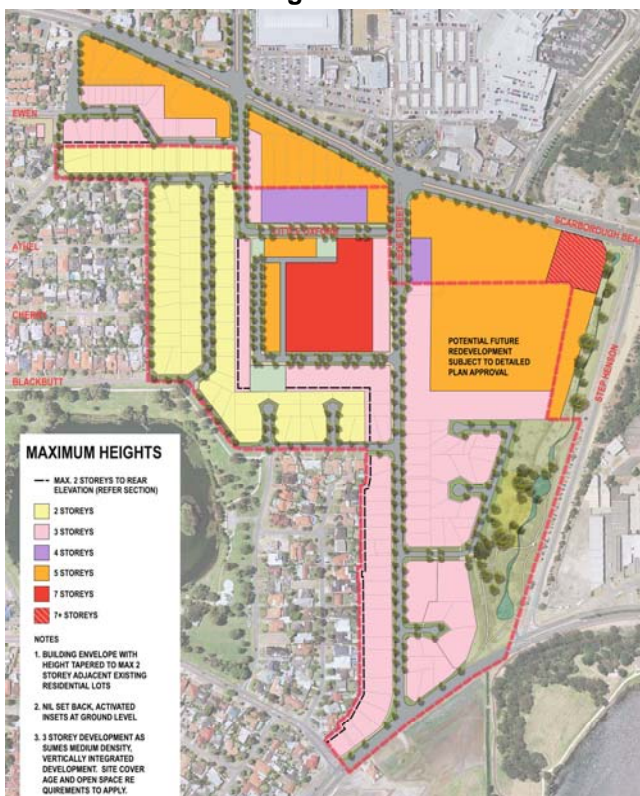 EWEN
SCARBOROUGH BEAC
ATHEL
CHERRY
POTENTIAL FUTURE
REDEVELOPMENT
SUBJECT TO DETAILED
PLAN APPROVAL
BLACKBUTT
STEPHENSON
MAXIMUM HEIGHTS
MAX. 2 STOREYS TO REAR
ELEVATION (REFER SECTION)
2 STOREYS
3 STOREYS
4 STOREYS
5 STOREYS
7 STOREYS
7+ STOREYS
NOTES
1. BUILDING ENVELOPE WITH
HEIGHT TAPERED TO MAX 2
STOREY ADJACENT EXISTING
RESIDENTIAL LOTS
2. NIL SET BACK, ACTIVATED
INSETS AT GROUND LEVEL
3. 3 STOREY DEVELOPMENT AS
SUMES MEDIUM DENSITY,
VERTICALLY INTEGRATED
DEVELOPMENT. SITE COVER
AGE AND OPEN SPACE RE
QUIREMENTS TO APPLY.